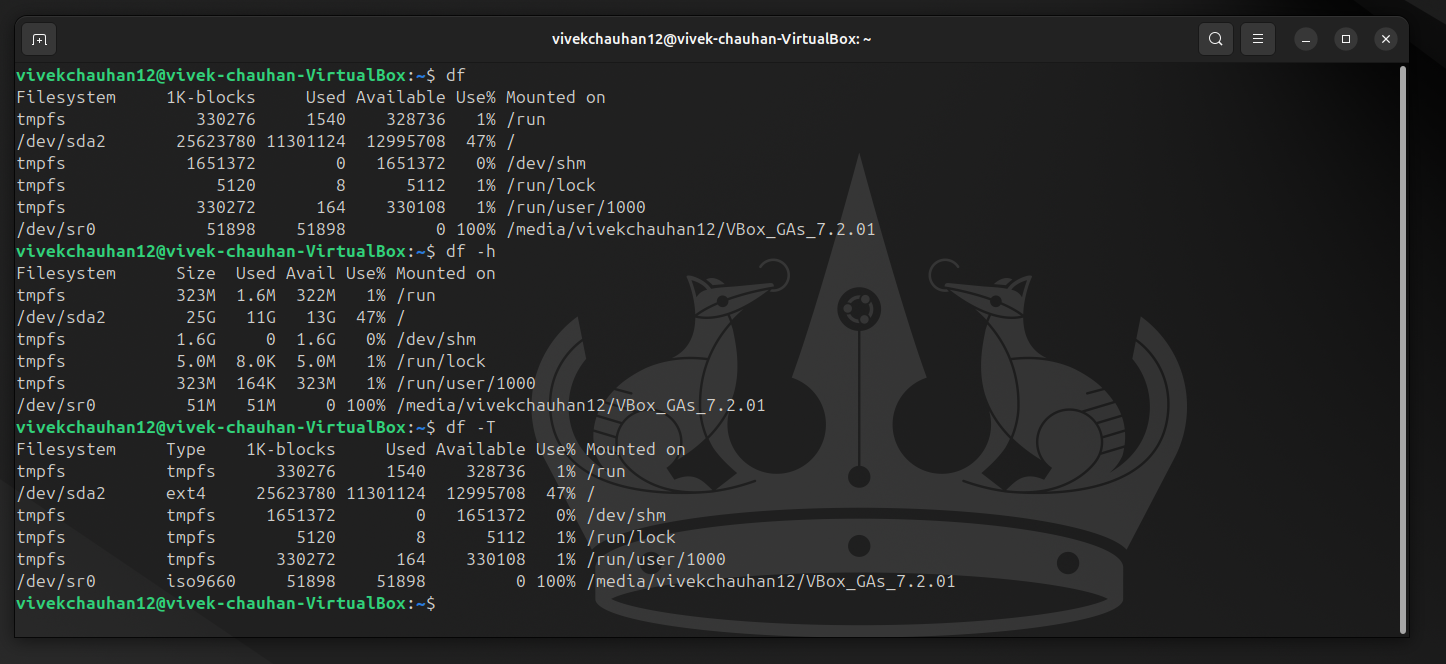 vivekchauhan12@vivek-chauhan-VirtualBox: ~
vivekchauhan12@vivek-chauhan-VirtualBox:~$ df
Filesystem     1K-blocks     Used Available Use% Mounted on
tmpfs             330276     1540    328736   1% /run
/dev/sda2       25623780 11301124  12995708  47% /
tmpfs            1651372        0   1651372   0% /dev/shm
tmpfs               5120        8      5112   1% /run/lock
tmpfs             330272      164    330108   1% /run/user/1000
/dev/sr0           51898    51898         0 100% /media/vivekchauhan12/VBox_GAs_7.2.01
vivekchauhan12@vivek-chauhan-VirtualBox:~$ df -h
Filesystem      Size  Used Avail Use% Mounted on
tmpfs           323M  1.6M  322M   1% /run
/dev/sda2        25G   11G   13G  47% /
tmpfs           1.6G     0  1.6G   0% /dev/shm
tmpfs           5.0M  8.0K  5.0M   1% /run/lock
tmpfs           323M  164K  323M   1% /run/user/1000
/dev/sr0         51M   51M     0 100% /media/vivekchauhan12/VBox_GAs_7.2.01
vivekchauhan12@vivek-chauhan-VirtualBox:~$ df -T
Filesystem     Type    1K-blocks     Used Available Use% Mounted on
tmpfs          tmpfs      330276     1540    328736   1% /run
/dev/sda2      ext4     25623780 11301124  12995708  47% /
tmpfs          tmpfs     1651372        0   1651372   0% /dev/shm
tmpfs          tmpfs        5120        8      5112   1% /run/lock
tmpfs          tmpfs      330272      164    330108   1% /run/user/1000
/dev/sr0       iso9660     51898    51898         0 100% /media/vivekchauhan12/VBox_GAs_7.2.01
vivekchauhan12@vivek-chauhan-VirtualBox:~$